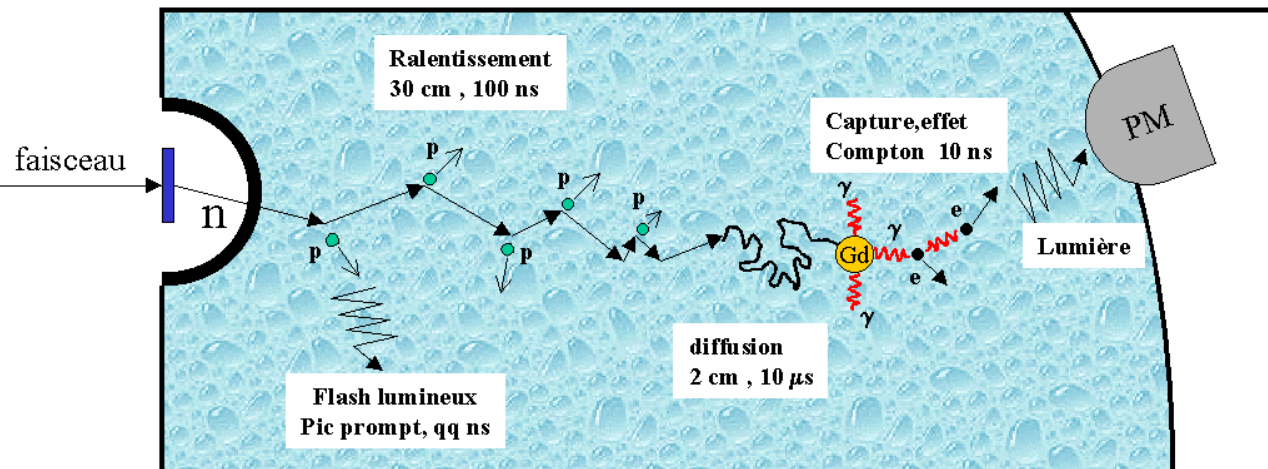 Ralentissement
30 cm , 100 ns
Capture,effet
Compton 10 ns
PM
faisceau
n
p
p
p
p
p
γ
γ
γ
Gd
e
e
Lumière
diffusion
2 cm , 10 μs
Flash lumineux
Pic prompt, qq ns